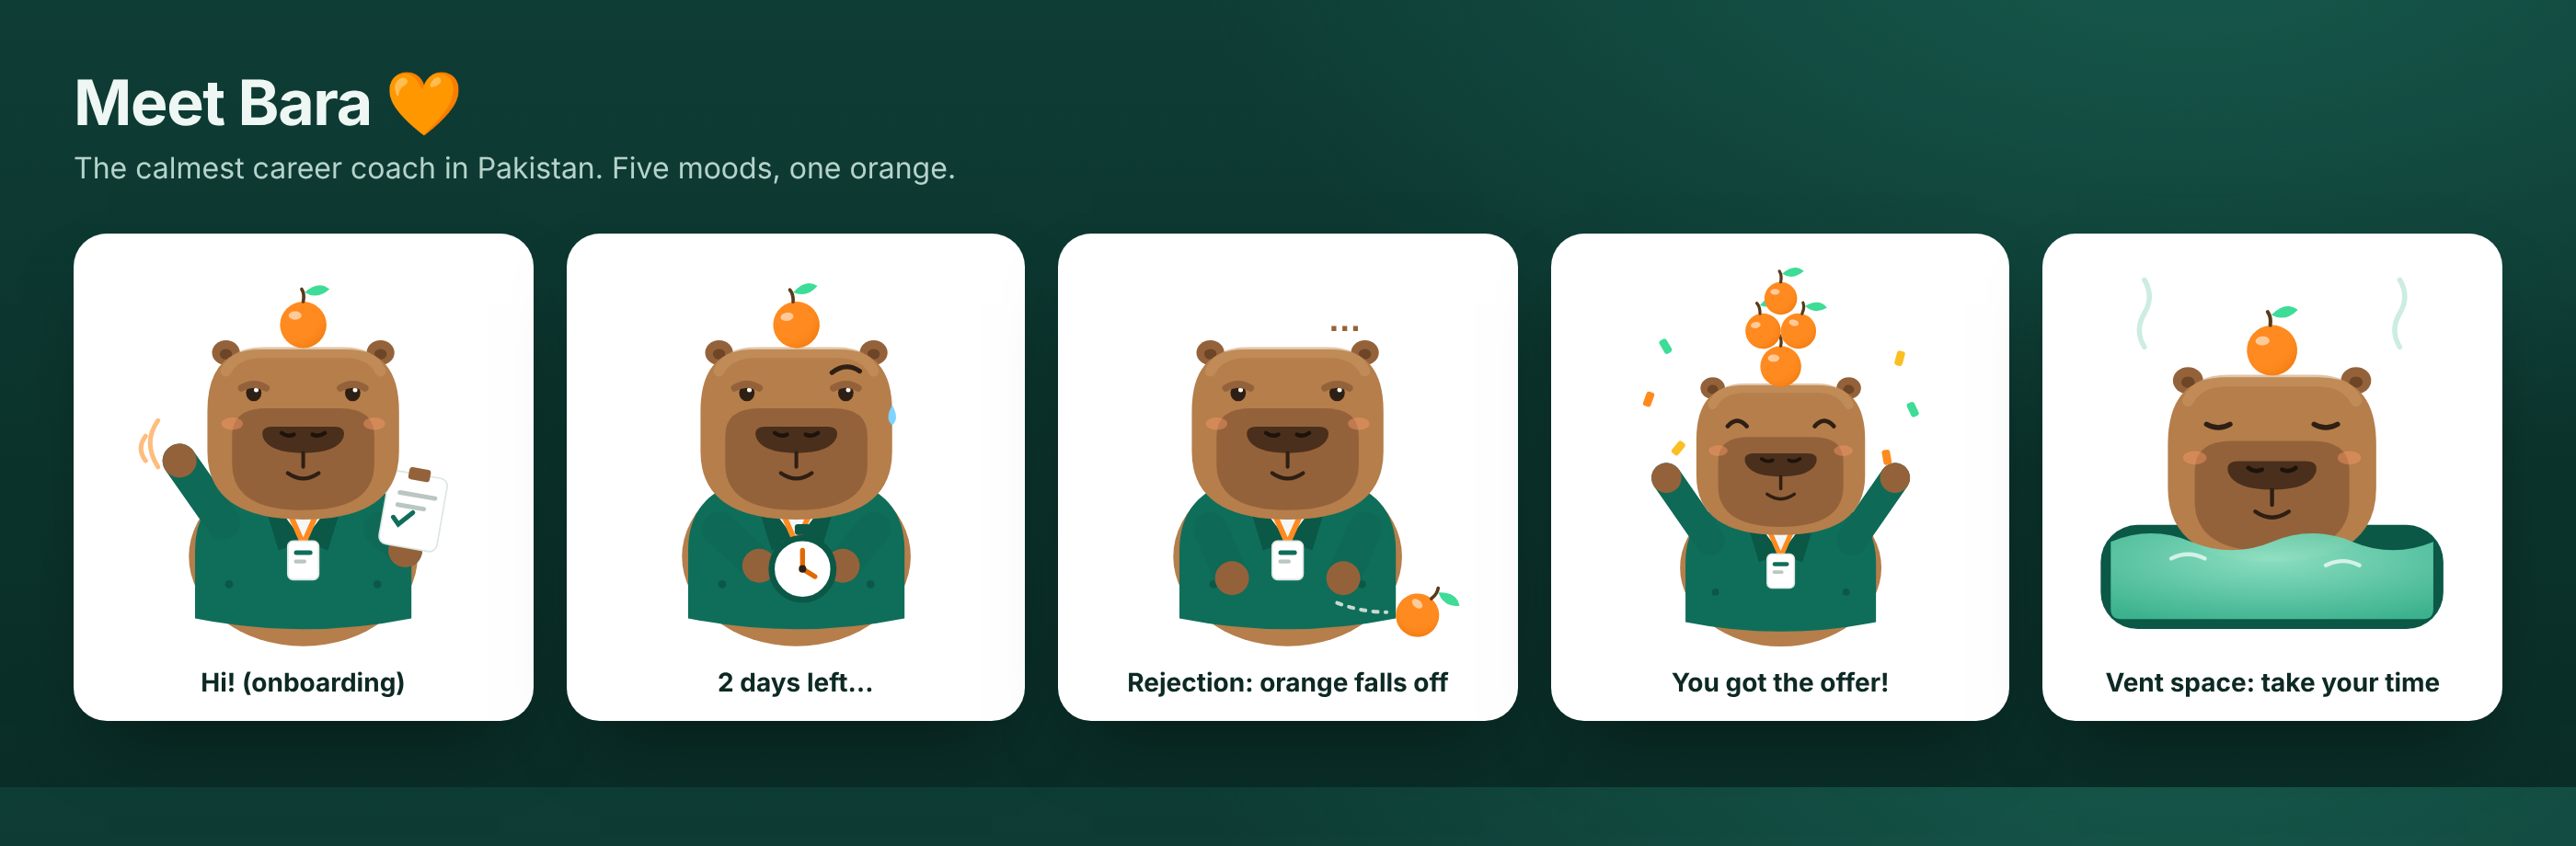 Meet Bara 🧡
The calmest career coach in Pakistan. Five moods, one orange.
...
Hi! (onboarding)
2 days left...
Rejection: orange falls off
You got the offer!
Vent space: take your time